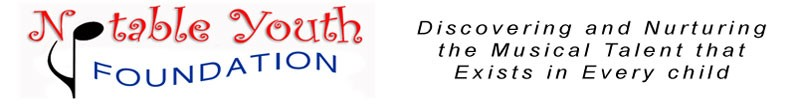 Notable Youth
FOUNDATION
Discovering and Nurturing
the Musical Talent that
Exists in Every child